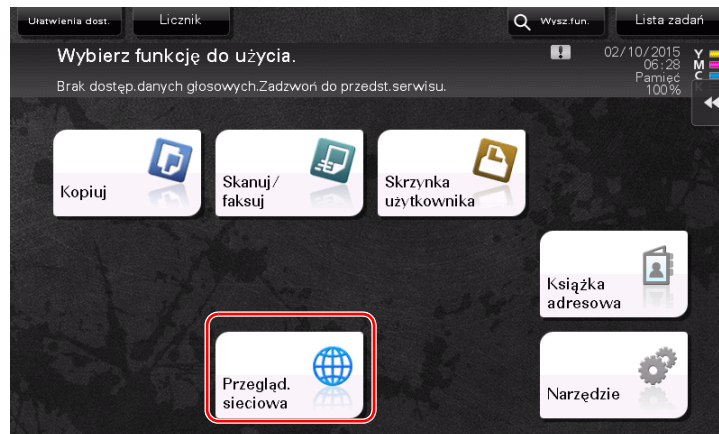 Ułatwienia dost.
Licznik
Wysz.fun.
Lista zadań
Wybierz funkcję do użycia.
Brak dostęp.danych głosowych.Zadzwoń do przedst.serwisu.
02/10/2015
06:28
Pamięć
100%
Y
M
C
K
Kopiuj
Skanuj/
faksuj
Skrzynka
użytkownika
Książka
adresowa
Przegląd.
sieciowa
Narzędzie